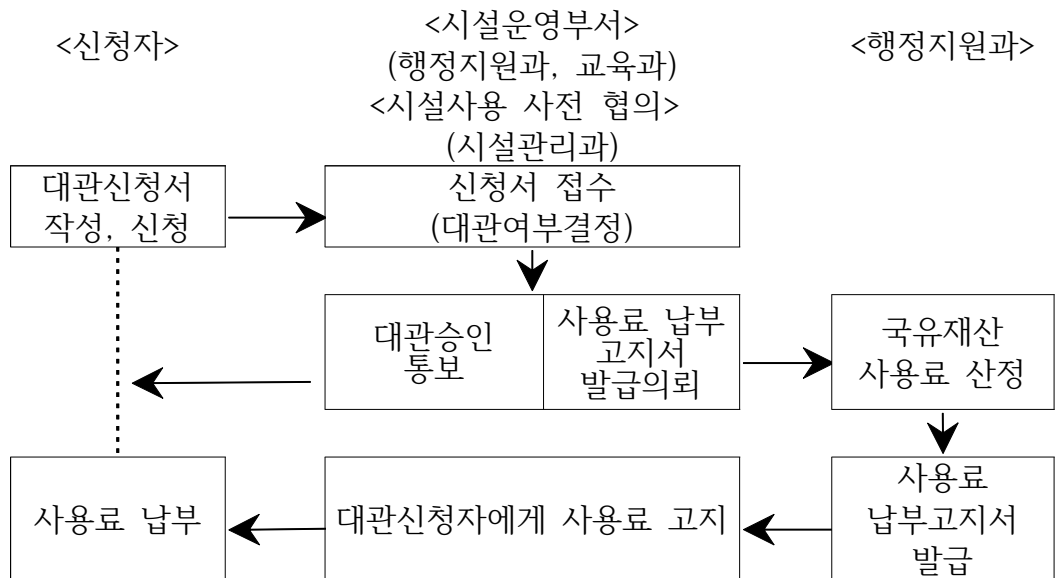 <신청자>
<시설운영부서>
(행정지원과, 교육과)
<시설사용 사전 협의>
(시설관리과)
<행정지원과>
대관신청서
작성, 신청
신청서 접수
(대관여부결정)
대관승인
통보
사용료 납부
고지서
발급의뢰
국유재산
사용료 산정
사용료 납부
대관신청자에게 사용료 고지
사용료
납부고지서
발급